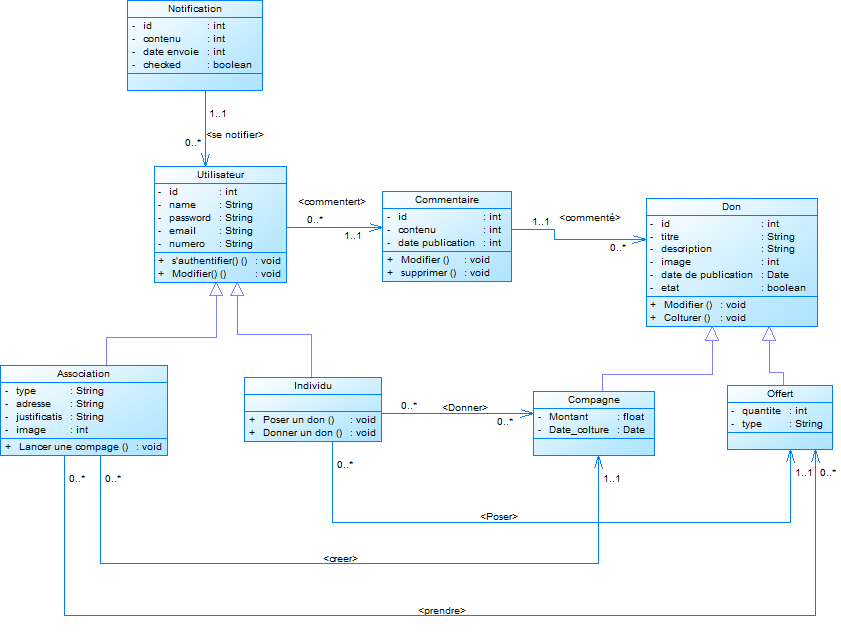 Notification
- id : int
- contenu : int
- date envoie : int
- checked : boolean
1..1
<se notifier>
0..*
Utilisateur
- id : int
- name : String
- password : String
- email : String
- numero : String
+ s'authentifier() () : void
+ Modifier() () : void
<commentert>
0..*
1..1
Commentaire
- id : int
- contenu : int
- date publication : int
+ Modifier () : void
+ supprimer () : void
1..1
<commenté>
0..*
Don
- id : int
- titre : String
- description : String
- image : int
- date de publication : Date
- etat : boolean
+ Modifier () : void
+ Colturer () : void
Association
- type : String
- adresse : String
- justificatis : String
- image : int
+ Lancer une compage () : void
Individu
+ Poser un don () : void
+ Donner un don () : void
0..*
<Donner>
0..*
Compagne
- Montant : float
- Date_colture : Date
Offert
- quantite : int
- type : String
0..*
0..*
0..*
1..1
1..1
0..*
<Poser>
<creer>
<prendre>